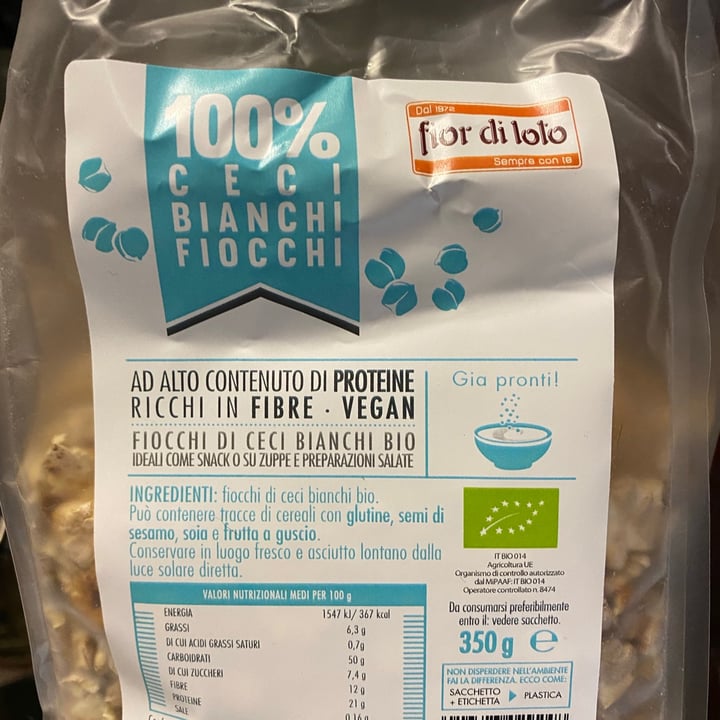 100%
CECI
BIANCHI
FIOCCHI
Dal 1972
fior di loto
Sempre con te
AD ALTO CONTENUTO DI PROTEINE
RICCHI IN FIBRE · VEGAN
FIOCCHI DI CECI BIANCHI BIO
IDEALI COME SNACK O SU ZUPPE E PREPARAZIONI SALATE
Gia pronti!
INGREDIENTI: fiocchi di ceci bianchi bio.
Può contenere tracce di cereali con glutine, semi di
sesamo, soia e frutta a guscio.
Conservare in luogo fresco e asciutto lontano dalla
luce solare diretta.
VALORI NUTRIZIONALI MEDI PER 100 g
ENERGIA 1547 kJ/ 367 kcal
GRASSI 6,3 g
DI CUI ACIDI GRASSI SATURI 0,7g
CARBOIDRATI 50 g
DI CUI ZUCCHERI 7,4 g
FIBRE 12 g
PROTEINE 21 g
SALE 0,16 g
IT BIO 014
Agricoltura UE
Organismo di controllo autorizzato
dal MiPAAF: IT BIO 014
Operatore controllato n. 8474
Da consumarsi preferibilmente
entro il: vedere sacchetto.
350 g e
NON DISPERDERE NELL'AMBIENTE
FAI LA DIFFERENZA. ECCO COME:
SACCHETTO
+ ETICHETTA PLASTICA